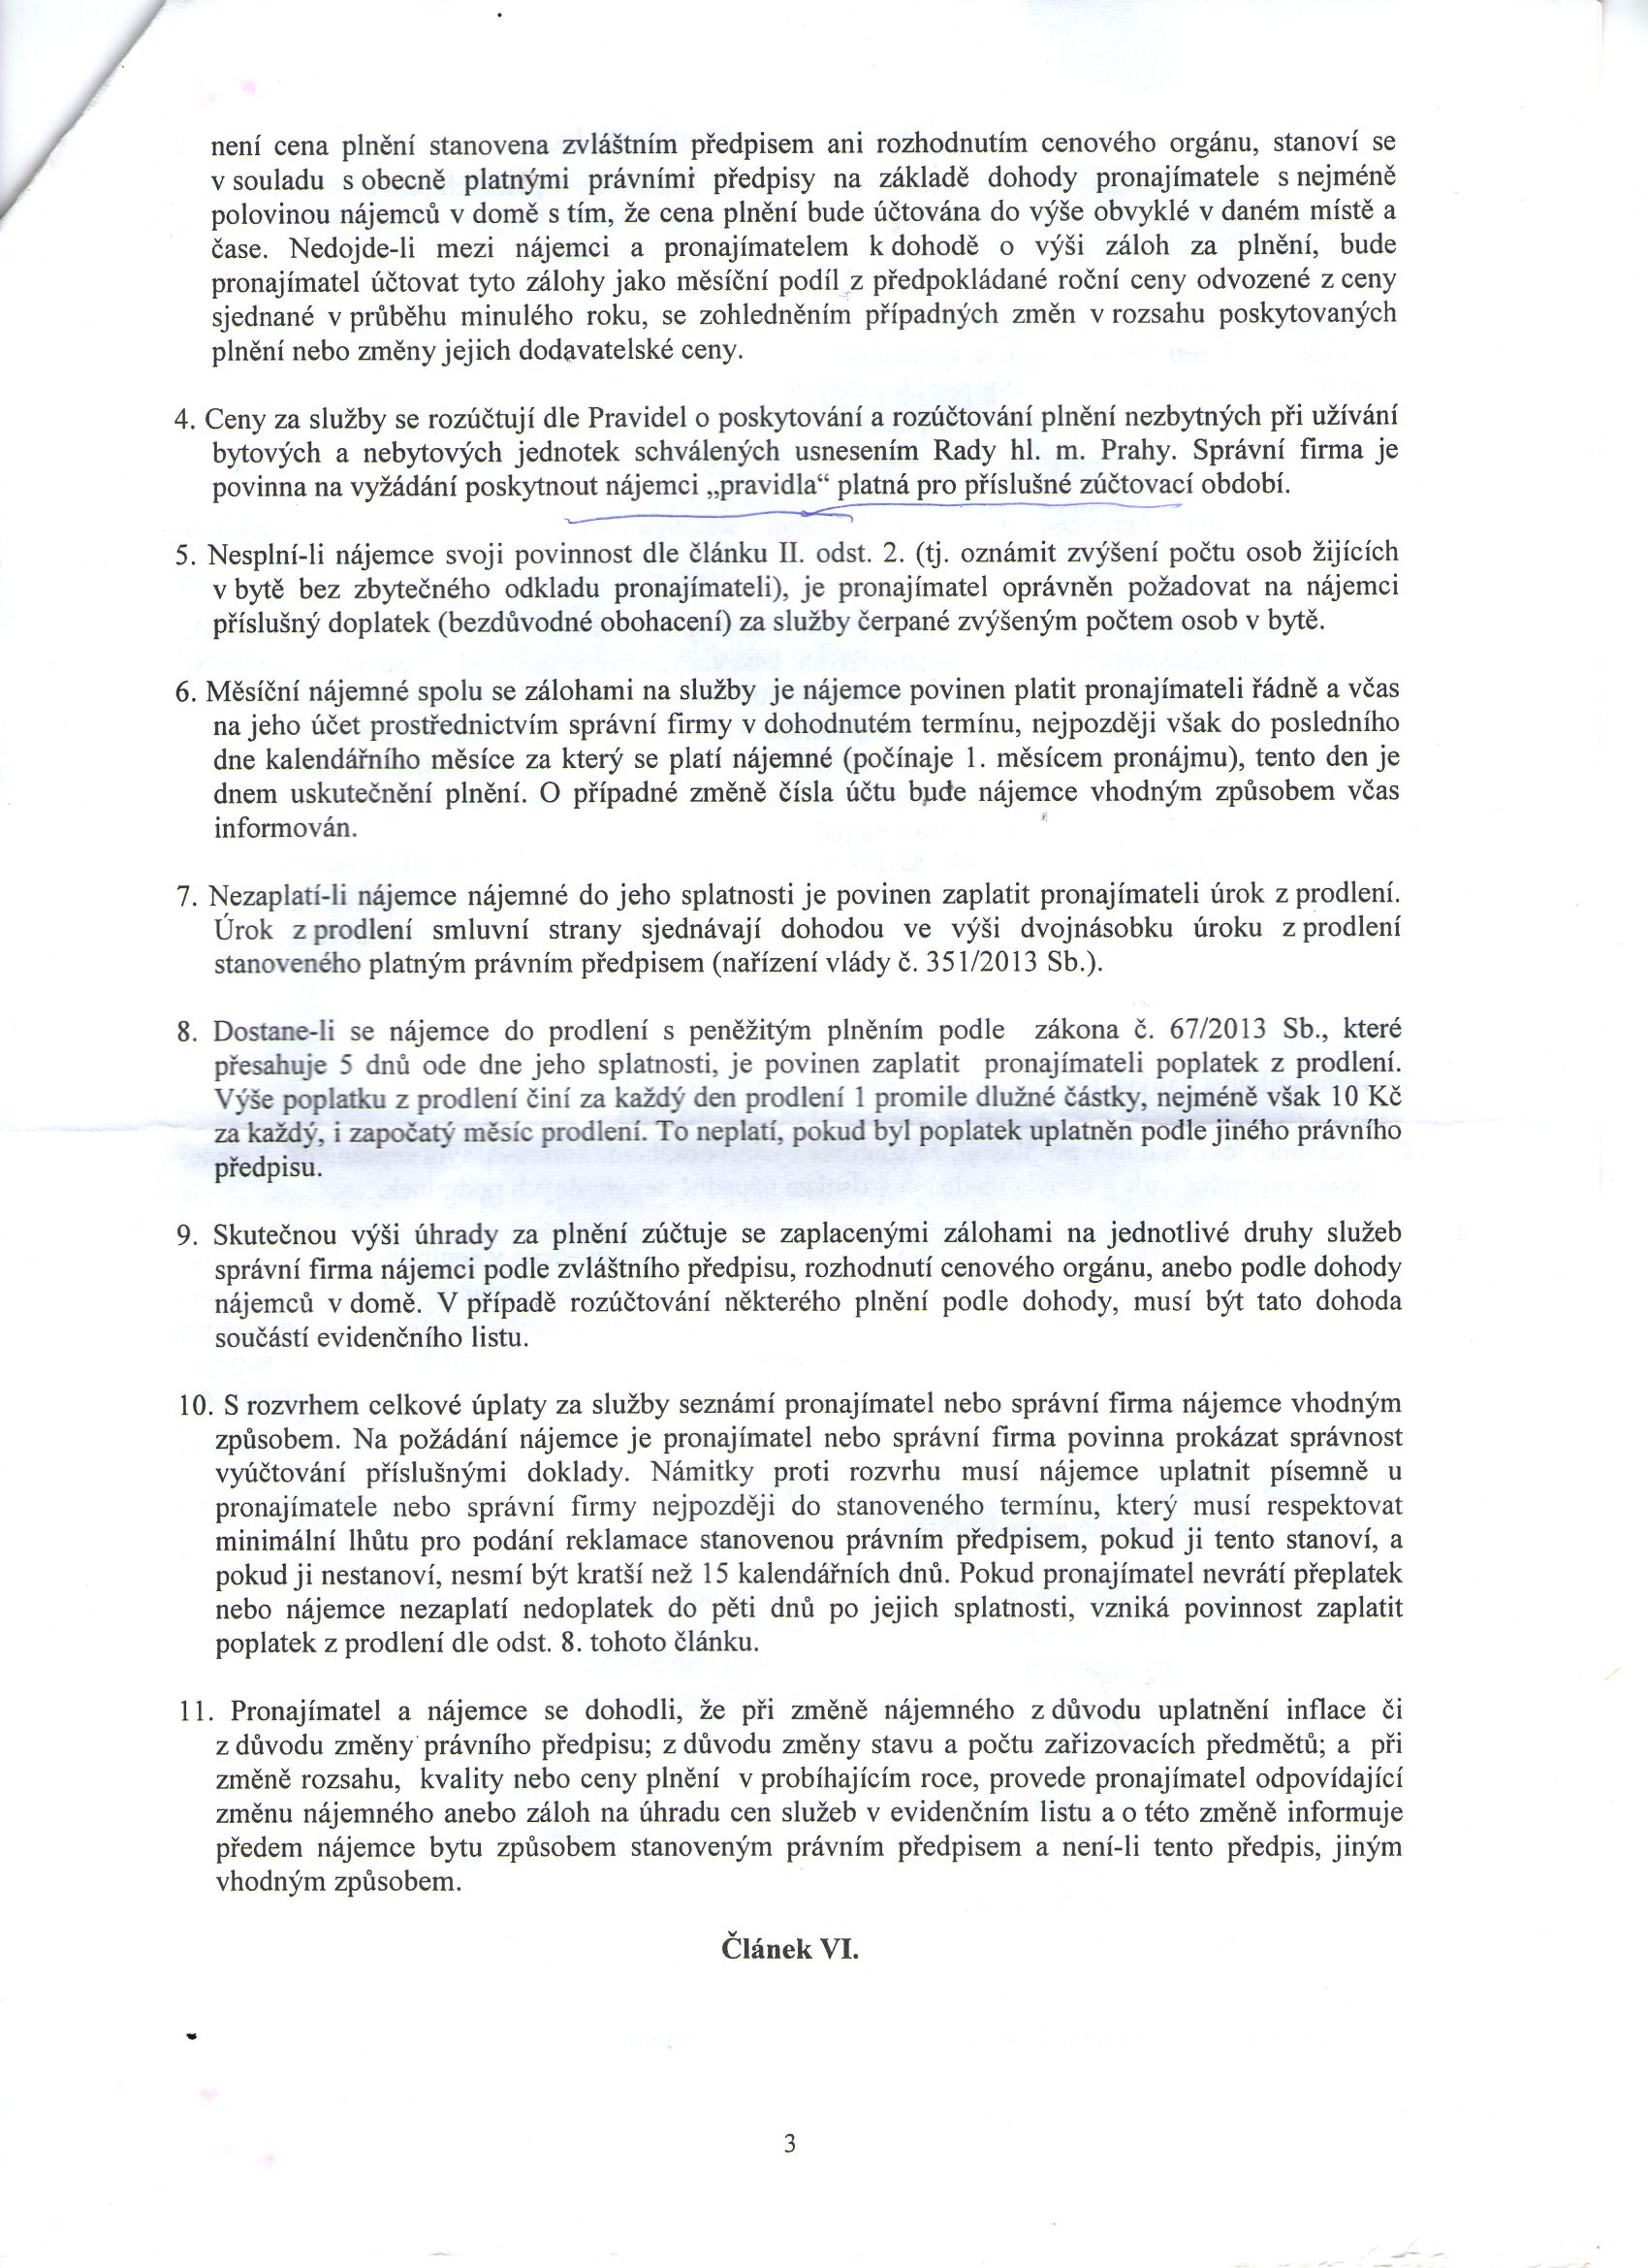 není cena plnění stanovena zvláštním předpisem ani rozhodnutím cenového orgánu, stanoví se
v souladu s obecně platnými právními předpisy na základě dohody pronajímatele s nejméně
polovinou nájemců v domě s tím, že cena plnění bude účtována do výše obvyklé v daném místě a
čase. Nedojde-li mezi nájemci a pronajímatelem k dohodě o výši záloh za plnění, bude
pronajímatel účtovat tyto zálohy jako měsíční podíl z předpokládané roční ceny odvozené z ceny
sjednané v průběhu minulého roku, se zohledněním případných změn v rozsahu poskytovaných
plnění nebo změny jejich dodavatelské ceny.
4. Ceny za služby se rozúčtují dle Pravidel o poskytování a rozúčtování plnění nezbytných při užívání
bytových a nebytových jednotek schválených usnesením Rady hl. m. Prahy. Správní firma je
povinna na vyžádání poskytnout nájemci „pravidla“ platná pro příslušné zúčtovací období.
5. Nesplní-li nájemce svoji povinnost dle článku II. odst. 2. (tj. oznámit zvýšení počtu osob žijících
v bytě bez zbytečného odkladu pronajímateli), je pronajímatel oprávněn požadovat na nájemci
příslušný doplatek (bezdůvodné obohacení) za služby čerpané zvýšeným počtem osob v bytě.
6. Měsíční nájemné spolu se zálohami na služby je nájemce povinen platit pronajímateli řádně a včas
na jeho účet prostřednictvím správní firmy v dohodnutém termínu, nejpozději však do posledního
dne kalendářního měsíce za který se platí nájemné (počínaje 1. měsícem pronájmu), tento den je
dnem uskutečnění plnění. O případné změně čísla účtu bude nájemce vhodným způsobem včas
informován.
7. Nezaplatí-li nájemce nájemné do jeho splatnosti je povinen zaplatit pronajímateli úrok z prodlení.
Úrok z prodlení smluvní strany sjednávají dohodou ve výši dvojnásobku úroku z prodlení
stanoveného platným právním předpisem (nařízení vlády č. 351/2013 Sb.).
8. Dostane-li se nájemce do prodlení s peněžitým plněním podle zákona č. 67/2013 Sb., které
přesahuje 5 dnů ode dne jeho splatnosti, je povinen zaplatit pronajímateli poplatek z prodlení.
Výše poplatku z prodlení činí za každý den prodlení 1 promile dlužné částky, nejméně však 10 Kč
za každý, i započatý měsíc prodlení. To neplatí, pokud byl poplatek uplatněn podle jiného právního
předpisu.
9. Skutečnou výši úhrady za plnění zúčtuje se zaplacenými zálohami na jednotlivé druhy služeb
správní firma nájemci podle zvláštního předpisu, rozhodnutí cenového orgánu, anebo podle dohody
nájemců v domě. V případě rozúčtování některého plnění podle dohody, musí být tato dohoda
součástí evidenčního listu.
10. S rozvrhem celkové úplaty za služby seznámí pronajímatel nebo správní firma nájemce vhodným
způsobem. Na požádání nájemce je pronajímatel nebo správní firma povinna prokázat správnost
vyúčtování příslušnými doklady. Námitky proti rozvrhu musí nájemce uplatnit písemně u
pronajímatele nebo správní firmy nejpozději do stanoveného termínu, který musí respektovat
minimální lhůtu pro podání reklamace stanovenou právním předpisem, pokud ji tento stanoví, a
pokud ji nestanoví, nesmí být kratší než 15 kalendářních dnů. Pokud pronajímatel nevrátí přeplatek
nebo nájemce nezaplatí nedoplatek do pěti dnů po jejich splatnosti, vzniká povinnost zaplatit
poplatek z prodlení dle odst. 8. tohoto článku.
11. Pronajímatel a nájemce se dohodli, že při změně nájemného z důvodu uplatnění inflace či
z důvodu změny právního předpisu; z důvodu změny stavu a počtu zařizovacích předmětů; a při
změně rozsahu, kvality nebo ceny plnění v probíhajícím roce, provede pronajímatel odpovídající
změnu nájemného anebo záloh na úhradu cen služeb v evidenčním listu a o této změně informuje
předem nájemce bytu způsobem stanoveným právním předpisem a není-li tento předpis, jiným
vhodným způsobem.
Článek VI.
3